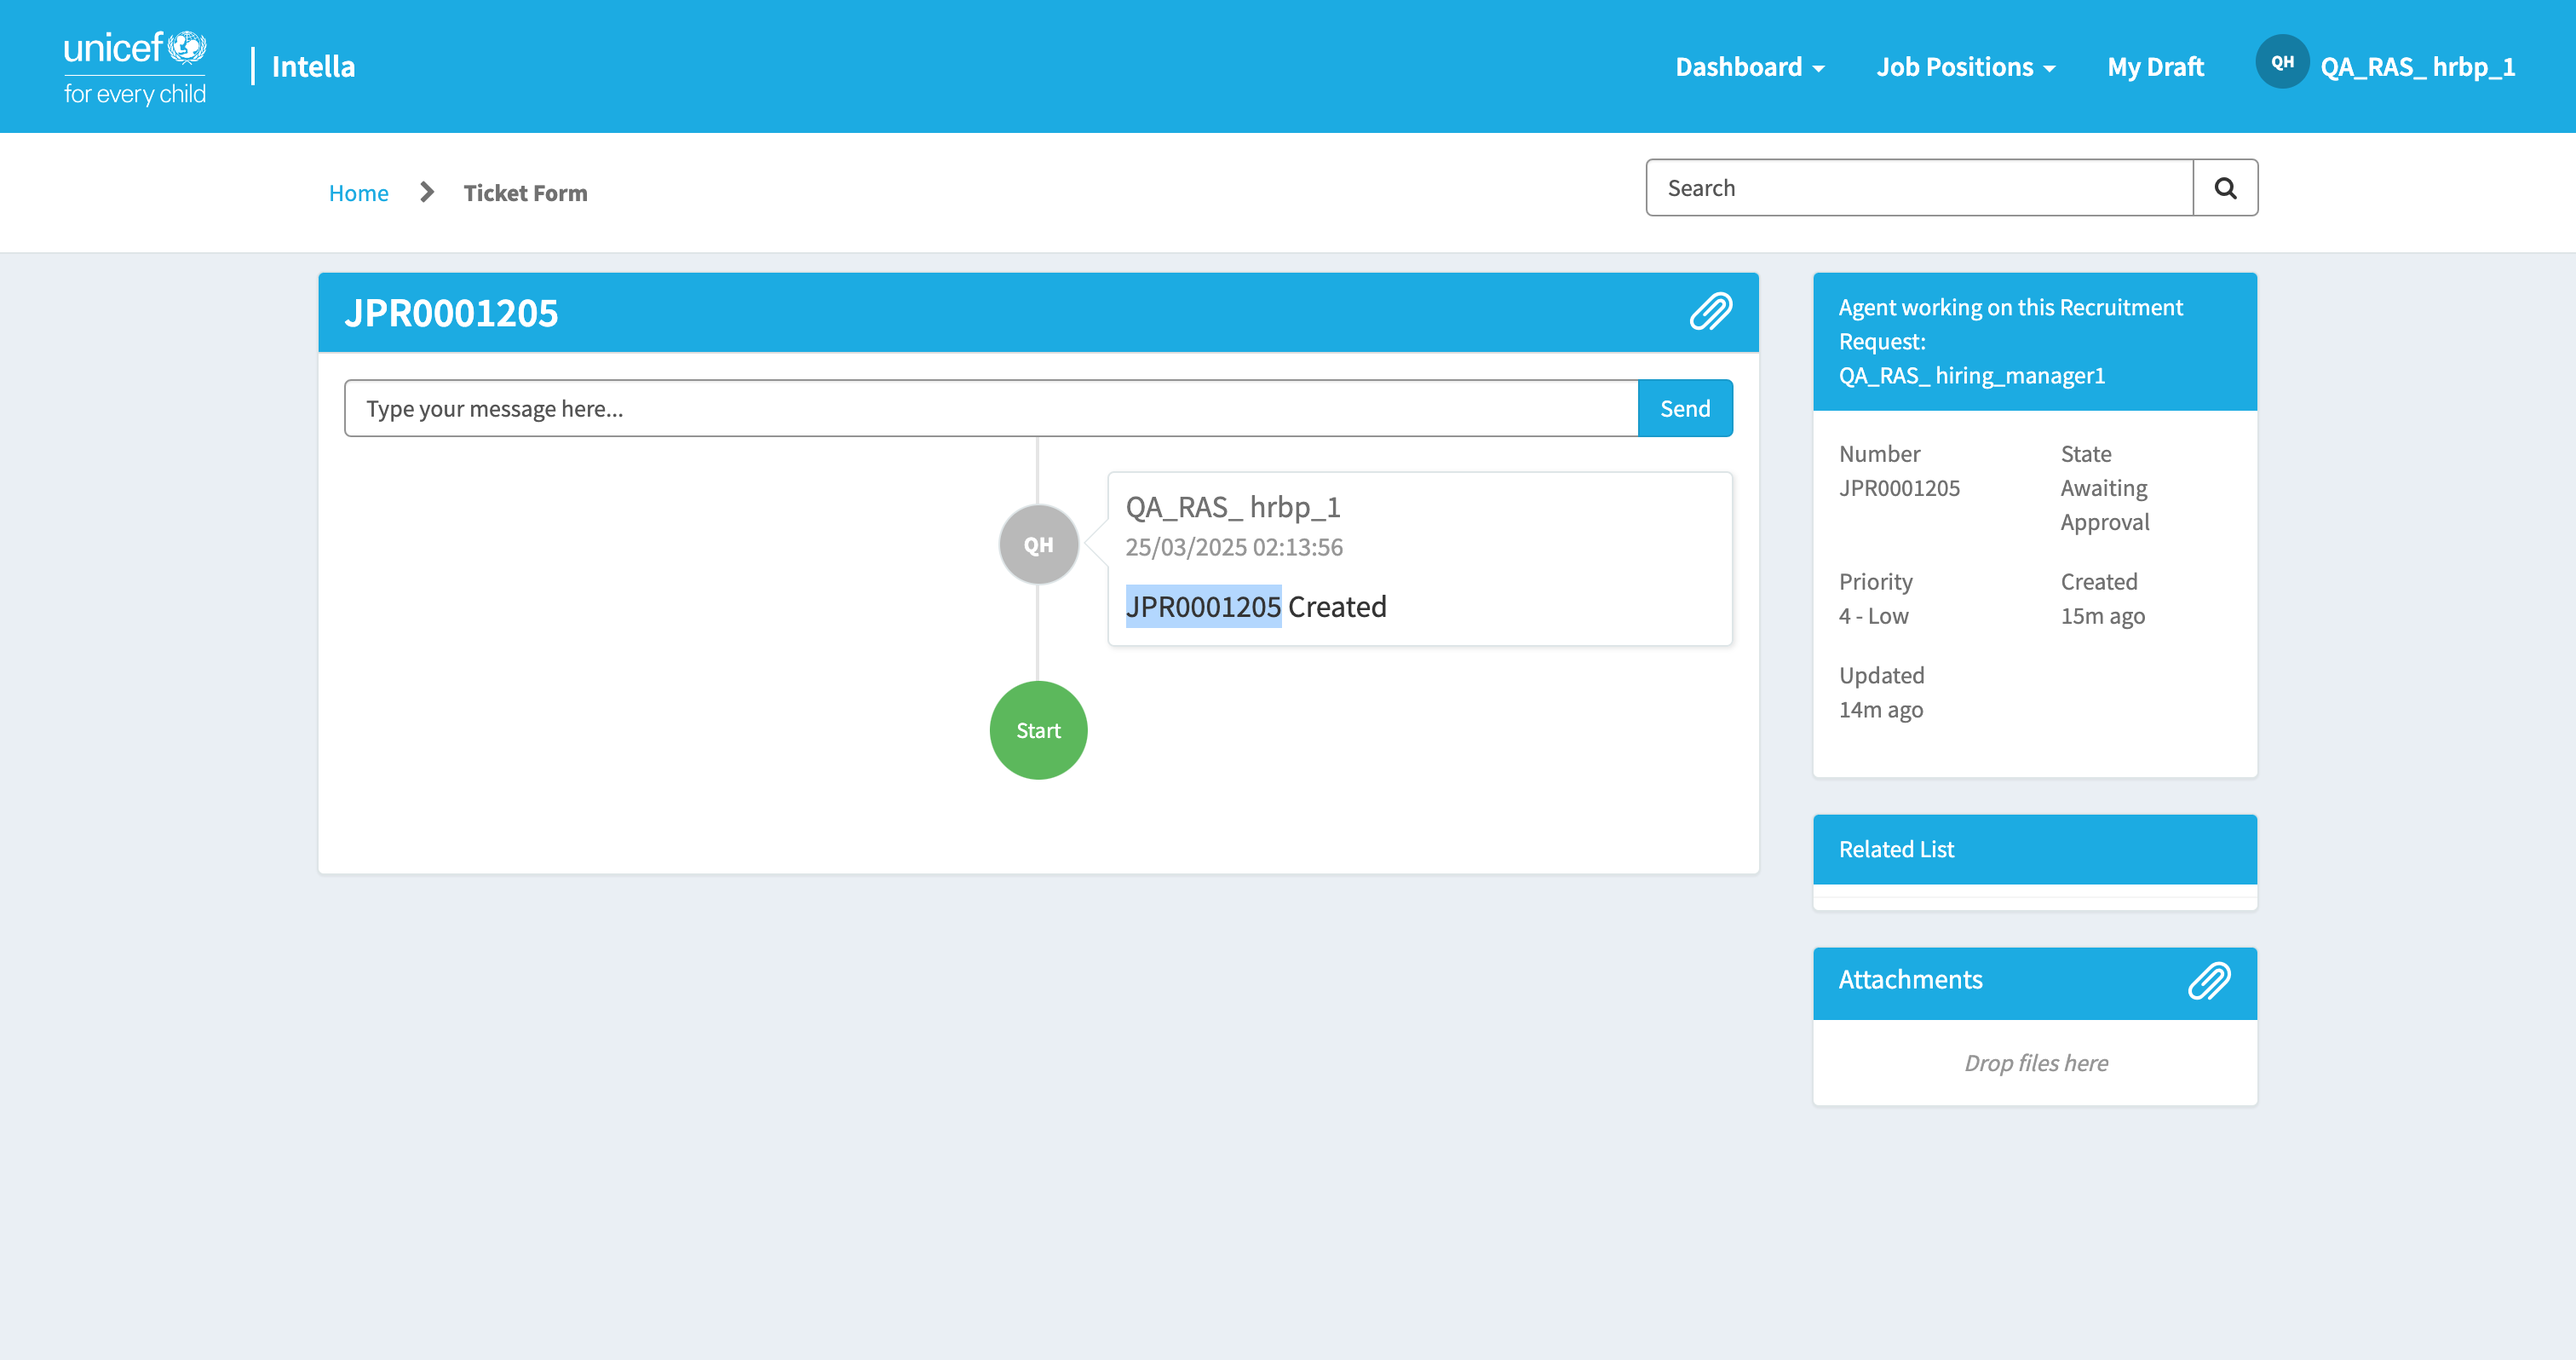 unicef
for every child
Intella
Dashboard
Job Positions
My Draft
QH
QA_RAS_ hrbp_1
Home
Ticket Form
Search
JPR0001205
Type your message here...
Send
QH
QA_RAS_ hrbp_1
25/03/2025 02:13:56
JPR0001205 Created
Start
Agent working on this Recruitment
Request:
QA_RAS_ hiring_manager1
Number
JPR0001205
State
Awaiting
Approval
Priority
4 - Low
Created
15m ago
Updated
14m ago
Related List
Attachments
Drop files here